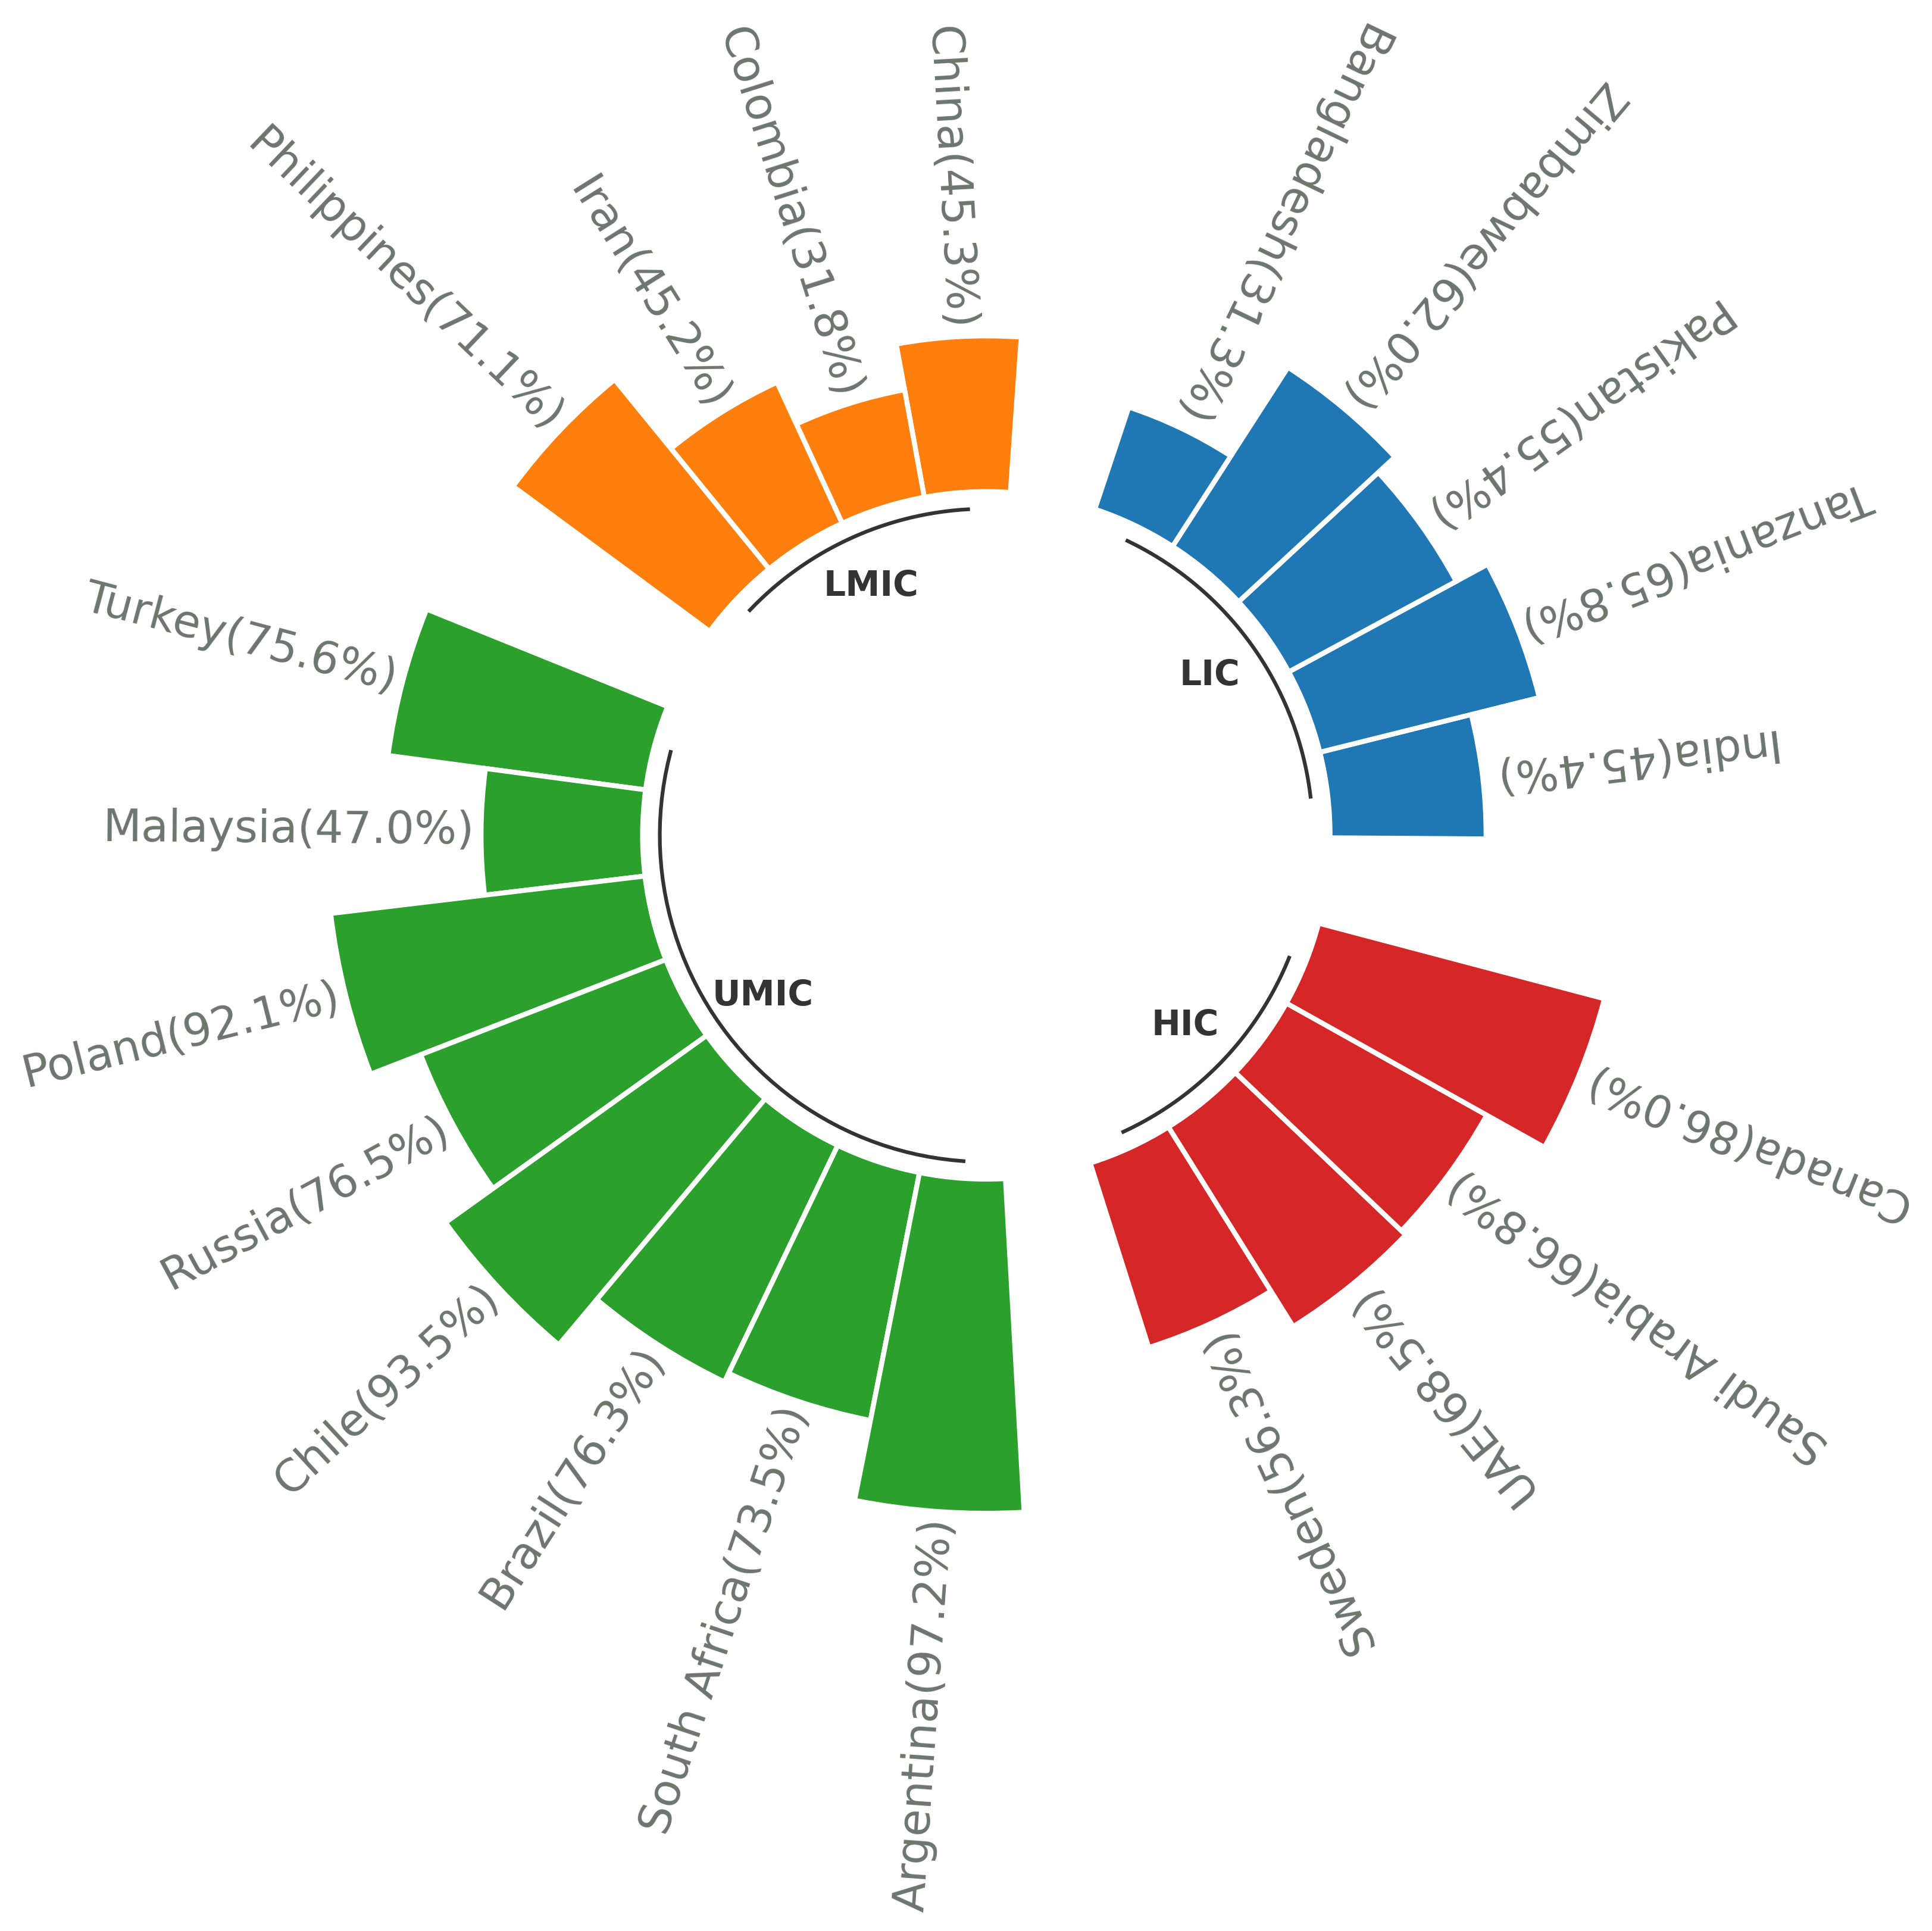 China(45.3%)
Colombia(31.8%)
Iran(45.2%)
Philippines(71.1%)
LMIC
Bangladesh(31.3%)
Zimbabwe(62.0%)
Pakistan(55.4%)
Tanzania(65.8%)
India(45.4%)
LIC
Turkey(75.6%)
Malaysia(47.0%)
Poland(92.1%)
Russia(76.5%)
Chile(93.5%)
Brazil(76.3%)
South Africa(73.5%)
Argentina(97.2%)
UMIC
HIC
Canada(86.0%)
Saudi Arabia(66.8%)
UAE(68.5%)
Sweden(56.3%)